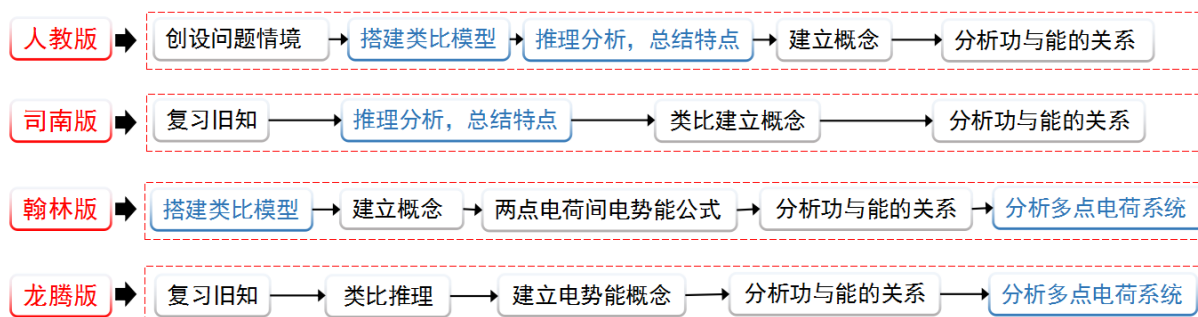 人教版 创设问题情境 搭建类比模型 推理分析，总结特点 建立概念 分析功与能的关系
司南版 复习旧知 推理分析，总结特点 类比建立概念 分析功与能的关系
翰林版 搭建类比模型 建立概念 两点电荷间电势能公式 分析功与能的关系 分析多点电荷系统
龙腾版 复习旧知 类比推理 建立电势能概念 分析功与能的关系 分析多点电荷系统